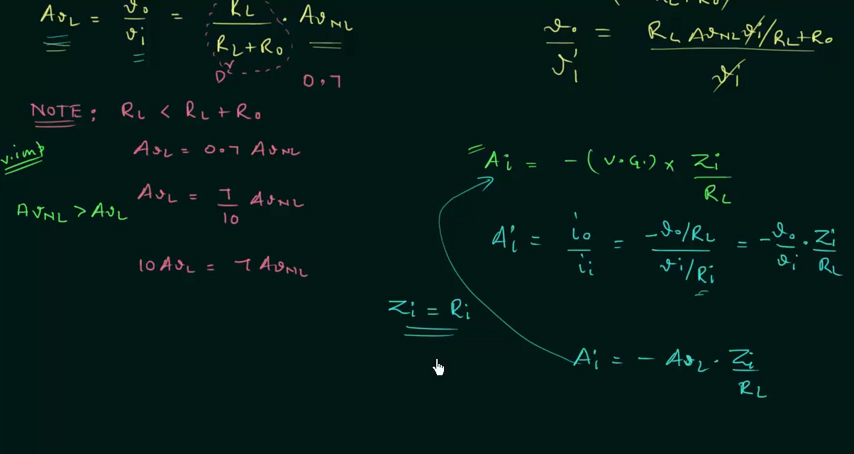 AvL = vo/vi = RL/(RL+Ro) . AvNL
0.7
NOTE: RL < RL + Ro
v.imp
AvL = 0.7 AvNL
AvNL > AvL
AvL = 7/10 AvNL
10 AvL = 7 AvNL
vo/vi = RL AvNL vi/RL+Ro / vi
Ai = - (V.G.) x Zi/RL
Ai = io/ii = -vo/RL / vi/Ri = -vo/vi . Zi/RL
Zi = Ri
Ai = - AvL . Zi/RL